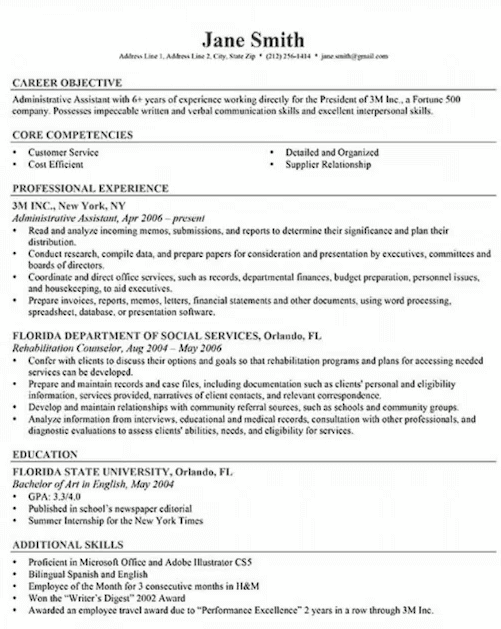 Jane Smith
Address Line 1, Address Line 2, City, State Zip • (212) 256-1414 • jane.smith@gmail.com
CAREER OBJECTIVE
Administrative Assistant with 6+ years of experience working directly for the President of 3M Inc., a Fortune 500
company. Possesses impeccable written and verbal communication skills and excellent interpersonal skills.
CORE COMPETENCIES
• Customer Service
• Cost Efficient
• Detailed and Organized
• Supplier Relationship
PROFESSIONAL EXPERIENCE
3M INC., New York, NY
Administrative Assistant, Apr 2006 – present
• Read and analyze incoming memos, submissions, and reports to determine their significance and plan their
distribution.
• Conduct research, compile data, and prepare papers for consideration and presentation by executives, committees and
boards of directors.
• Coordinate and direct office services, such as records, departmental finances, budget preparation, personnel issues,
and housekeeping, to aid executives.
• Prepare invoices, reports, memos, letters, financial statements and other documents, using word processing,
spreadsheet, database, or presentation software.
FLORIDA DEPARTMENT OF SOCIAL SERVICES, Orlando, FL
Rehabilitation Counselor, Aug 2004 – May 2006
• Confer with clients to discuss their options and goals so that rehabilitation programs and plans for accessing needed
services can be developed.
• Prepare and maintain records and case files, including documentation such as clients' personal and eligibility
information, services provided, narratives of client contacts, and relevant correspondence.
• Develop and maintain relationships with community referral sources, such as schools and community groups.
• Analyze information from interviews, educational and medical records, consultation with other professionals, and
diagnostic evaluations to assess clients' abilities, needs, and eligibility for services.
EDUCATION
FLORIDA STATE UNIVERSITY, Orlando, FL
Bachelor of Art in English, May 2004
• GPA: 3.3/4.0
• Published in school's newspaper editorial
• Summer Internship for the New York Times
ADDITIONAL SKILLS
• Proficient in Microsoft Office and Adobe Illustrator CS5
• Bilingual Spanish and English
• Employee of the Month for 3 consecutive months in H&M
• Won the "Writer's Digest" 2002 Award
• Awarded an employee travel award due to "Performance Excellence" 2 years in a row through 3M Inc.